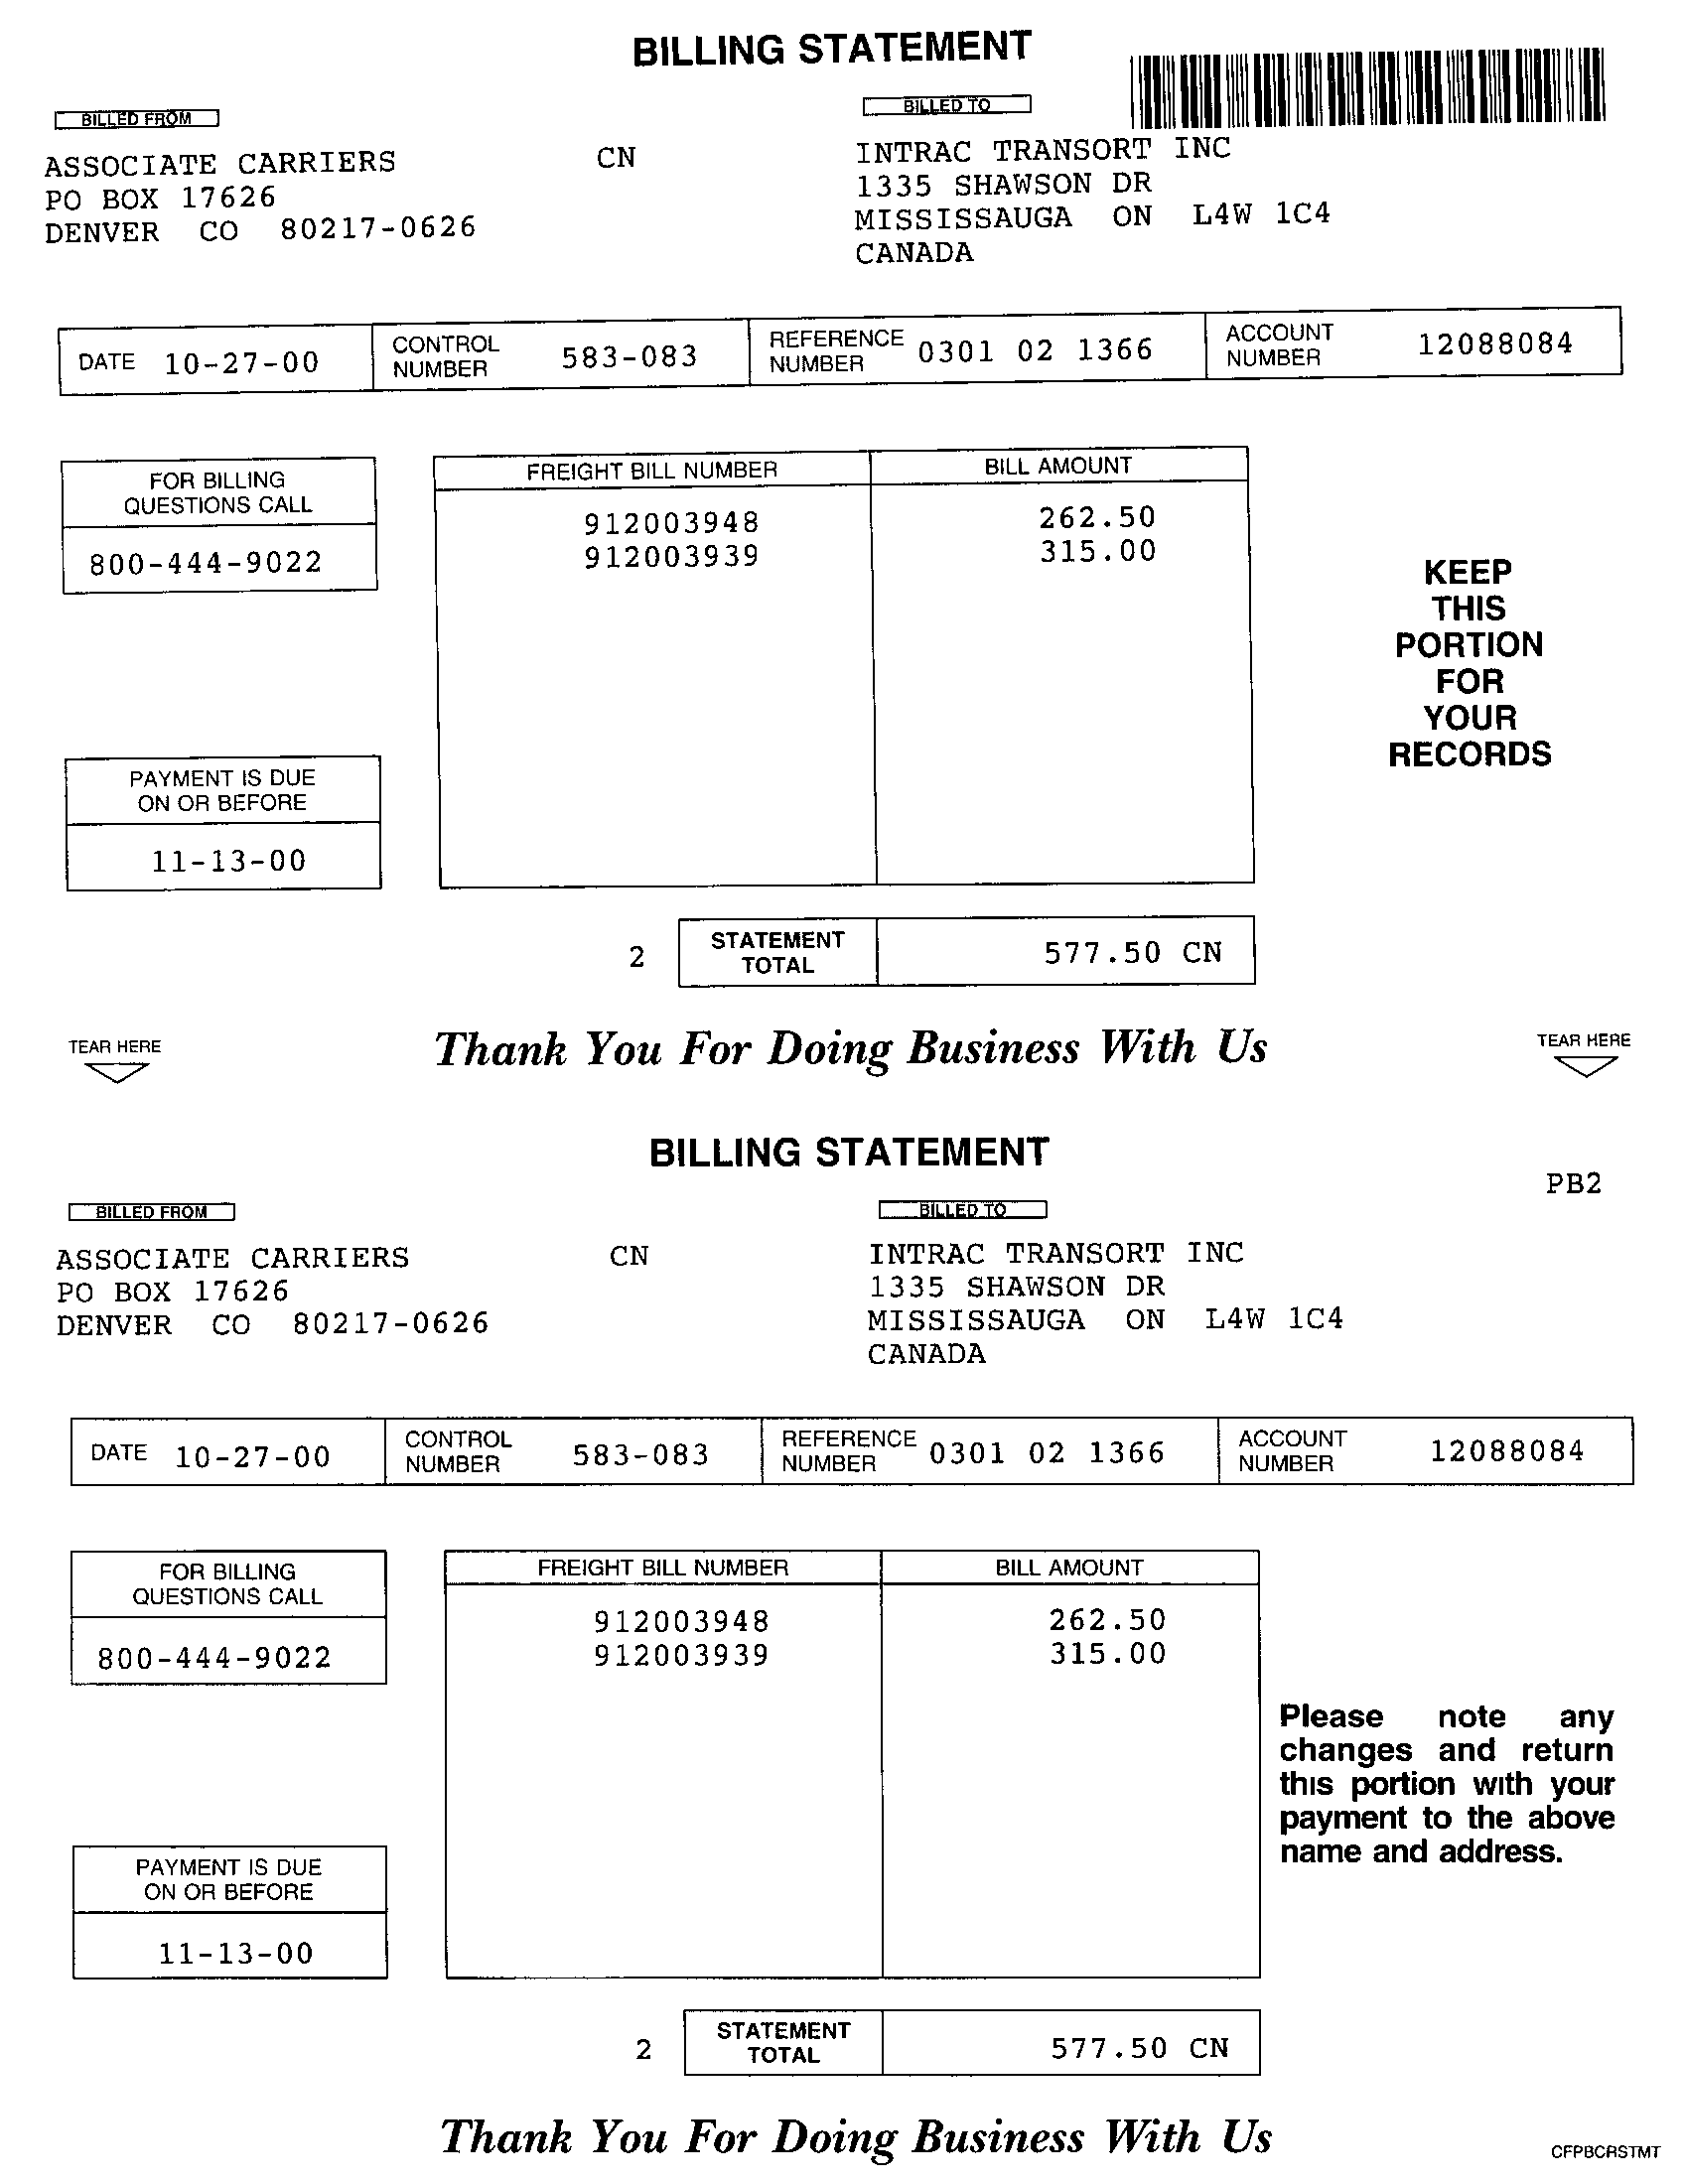 BILLING STATEMENT
BILLED FROM
BILLED TO
ASSOCIATE CARRIERS CN
PO BOX 17626
DENVER CO 80217-0626
INTRAC TRANSORT INC
1335 SHAWSON DR
MISSISSAUGA ON L4W 1C4
CANADA
DATE 10-27-00
CONTROL NUMBER 583-083
REFERENCE NUMBER 0301 02 1366
ACCOUNT NUMBER 12088084
FOR BILLING
QUESTIONS CALL
800-444-9022
FREIGHT BILL NUMBER BILL AMOUNT
912003948 262.50
912003939 315.00
KEEP
THIS
PORTION
FOR
YOUR
RECORDS
PAYMENT IS DUE
ON OR BEFORE
11-13-00
2 STATEMENT TOTAL 577.50 CN
TEAR HERE
Thank You For Doing Business With Us
TEAR HERE
BILLING STATEMENT
PB2
BILLED FROM
BILLED TO
ASSOCIATE CARRIERS CN
PO BOX 17626
DENVER CO 80217-0626
INTRAC TRANSORT INC
1335 SHAWSON DR
MISSISSAUGA ON L4W 1C4
CANADA
DATE 10-27-00
CONTROL NUMBER 583-083
REFERENCE NUMBER 0301 02 1366
ACCOUNT NUMBER 12088084
FOR BILLING
QUESTIONS CALL
800-444-9022
FREIGHT BILL NUMBER BILL AMOUNT
912003948 262.50
912003939 315.00
Please note any
changes and return
this portion with your
payment to the above
name and address.
PAYMENT IS DUE
ON OR BEFORE
11-13-00
2 STATEMENT TOTAL 577.50 CN
Thank You For Doing Business With Us
CFPBCRSTMT